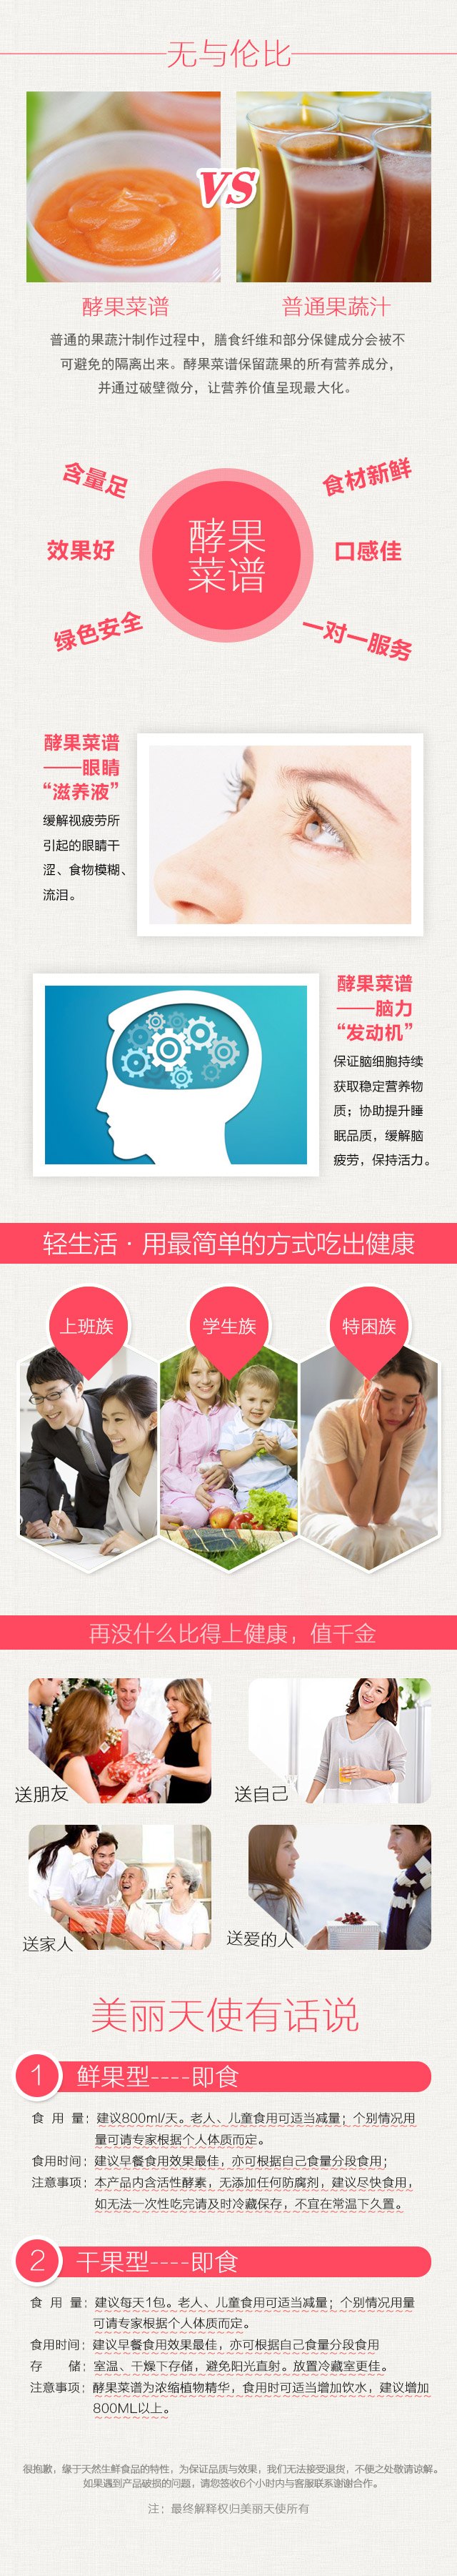 无与伦比
VS
酵果菜谱
普通果蔬汁
普通的果蔬汁制作过程中，膳食纤维和部分保健成分会被不
可避免的隔离出来。酵果菜谱保留蔬果的所有营养成分，
并通过破壁微分，让营养价值呈现最大化。
含量足
食材新鲜
效果好
酵果
菜谱
口感佳
绿色安全
一对一服务
酵果菜谱
——眼睛
“滋养液”
缓解视疲劳所
引起的眼睛干
涩、食物模糊、
流泪。
酵果菜谱
——脑力
“发动机”
保证脑细胞持续
获取稳定营养物
质；协助提升睡
眠品质，缓解脑
疲劳，保持活力。
轻生活·用最简单的方式吃出健康
上班族
学生族
特困族
再没什么比得上健康，值千金
送朋友
送自己
送家人
送爱的人
美丽天使有话说
1 鲜果型----即食
食 用 量：建议800ml/天。老人、儿童食用可适当减量；个别情况用
量可请专家根据个人体质而定。
食用时间：建议早餐食用效果最佳，亦可根据自己食量分段食用；
注意事项：本产品内含活性酵素，无添加任何防腐剂，建议尽快食用，
如无法一次性吃完请及时冷藏保存，不宜在常温下久置。
2 干果型----即食
食 用 量：建议每天1包。老人、儿童食用可适当减量；个别情况用量
可请专家根据个人体质而定。
食用时间：建议早餐食用效果最佳，亦可根据自己食量分段食用
存 储：室温、干燥下存储，避免阳光直射。放置冷藏室更佳。
注意事项：酵果菜谱为浓缩植物精华，食用时可适当增加饮水，建议增加
800ML以上。
很抱歉，缘于天然生鲜食品的特性，为保证品质与效果，我们无法接受退货，不便之处敬请谅解。
如果遇到产品破损的问题，请您签收6个小时内与客服联系谢谢合作。
注：最终解释权归美丽天使所有